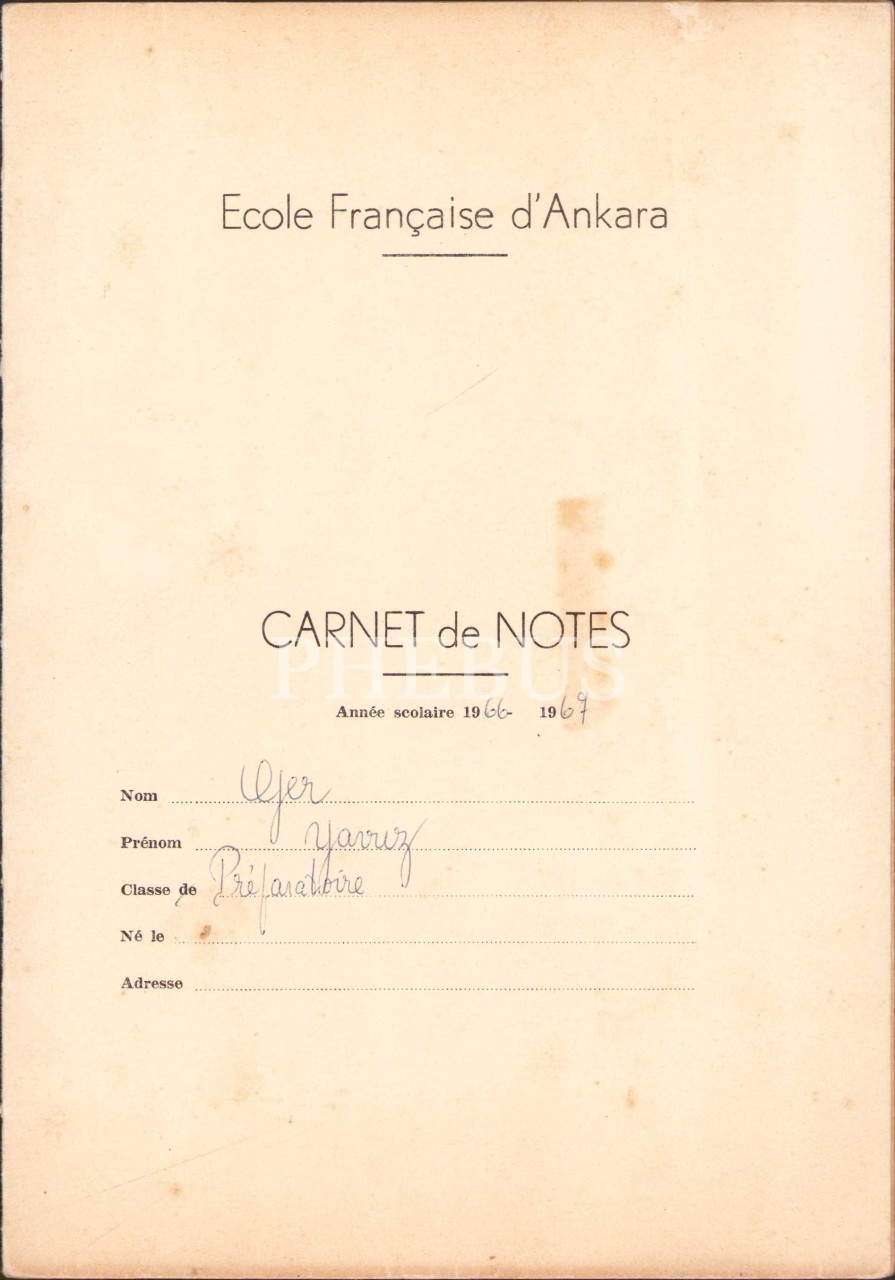 Ecole Française d'Ankara
CARNET de NOTES
PHEBUS
Année scolaire 1966- 1967
Nom
Prénom Yavuz
Classe de Préparatoire
Né le
Adresse